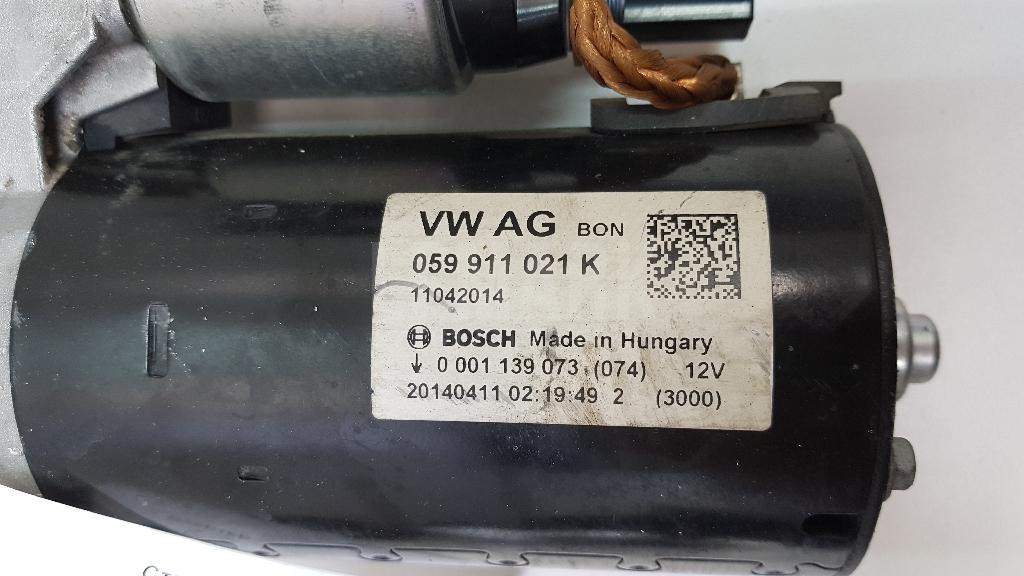 VW AG BON
059 911 021 K
11042014
BOSCH Made in Hungary
↓ 0 001 139 073 (074) 12V
20140411 02:19:49 2 (3000)